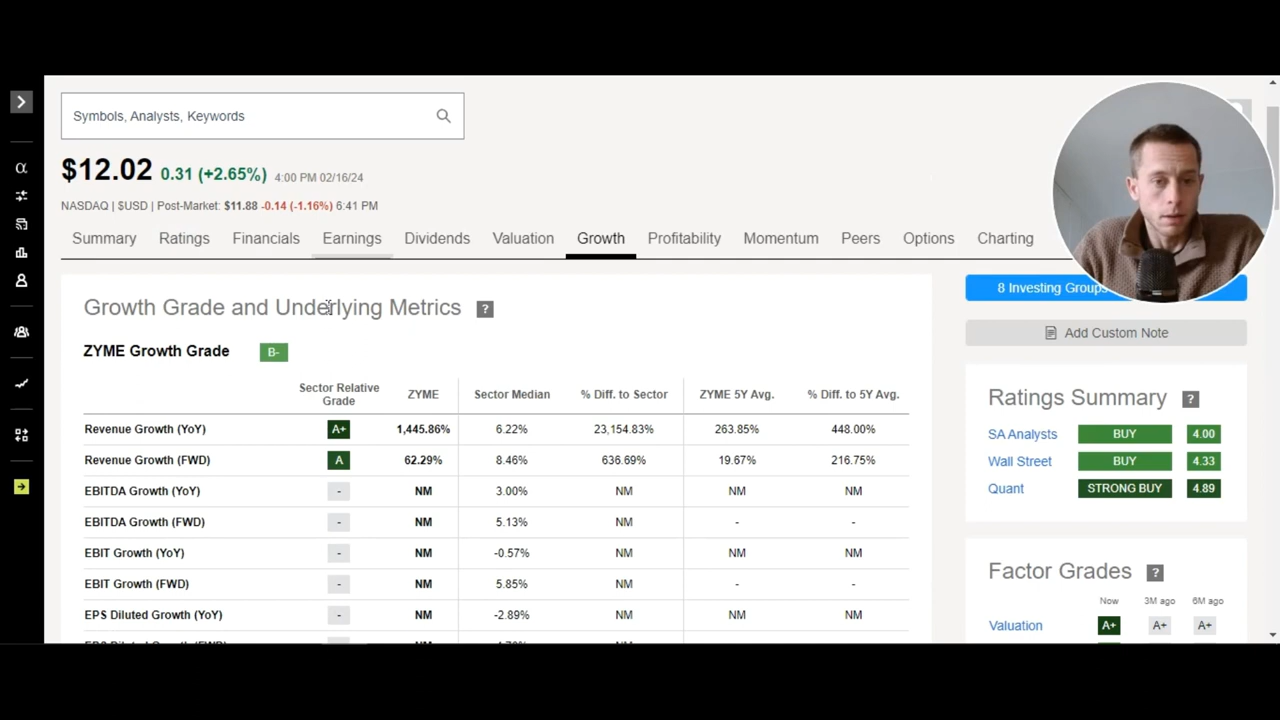 Symbols, Analysts, Keywords
$12.02 0.31 (+2.65%) 4:00 PM 02/16/24
NASDAQ | $USD | Post-Market: $11.88 -0.14 (-1.16%) 6:41 PM
Summary Ratings Financials Earnings Dividends Valuation Growth Profitability Momentum Peers Options Charting
Growth Grade and Underlying Metrics ?
ZYME Growth Grade B-
Sector Relative Grade ZYME Sector Median % Diff. to Sector ZYME 5Y Avg. % Diff. to 5Y Avg.
Revenue Growth (YoY) A+ 1,445.86% 6.22% 23,154.83% 263.85% 448.00%
Revenue Growth (FWD) A 62.29% 8.46% 636.69% 19.67% 216.75%
EBITDA Growth (YoY) - NM 3.00% NM NM NM
EBITDA Growth (FWD) - NM 5.13% NM - -
EBIT Growth (YoY) - NM -0.57% NM NM NM
EBIT Growth (FWD) - NM 5.85% NM - -
EPS Diluted Growth (YoY) - NM -2.89% NM NM NM
8 Investing Groups
Add Custom Note
Ratings Summary ?
SA Analysts BUY 4.00
Wall Street BUY 4.33
Quant STRONG BUY 4.89
Factor Grades ?
Now 3M ago 6M ago
Valuation A+ A+ A+